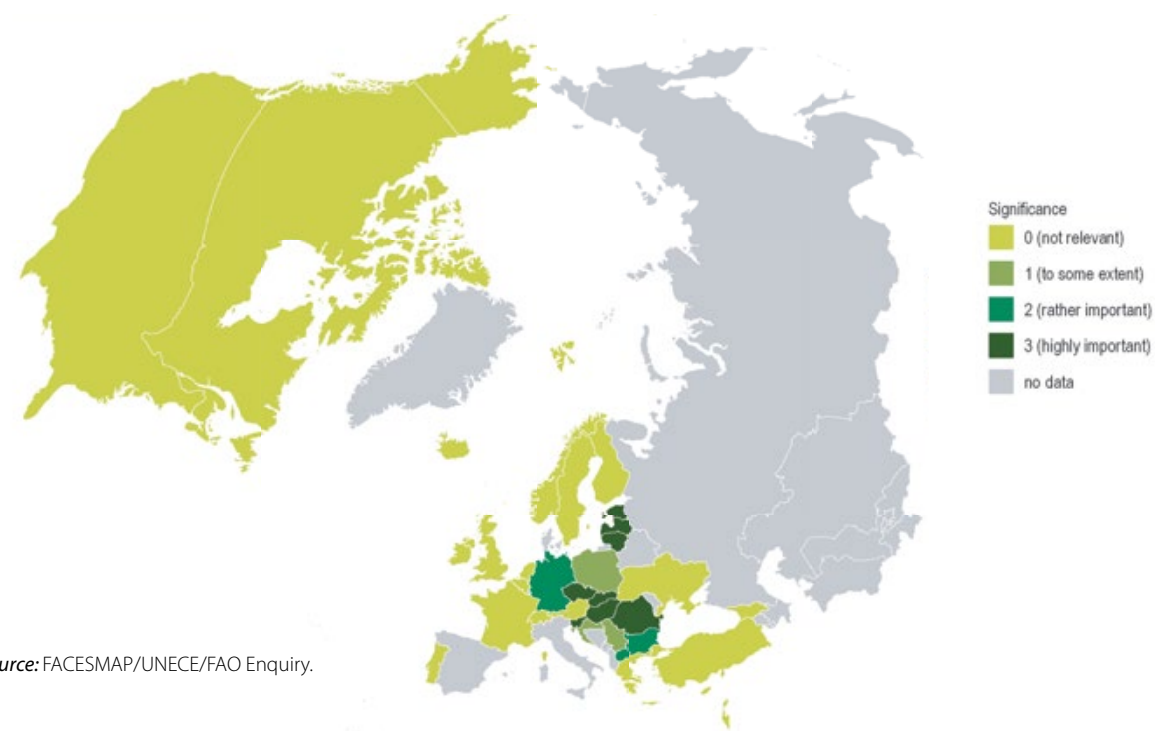 Significance
0 (not relevant)
1 (to some extent)
2 (rather important)
3 (highly important)
no data
urce: FACESMAP/UNECE/FAO Enquiry.